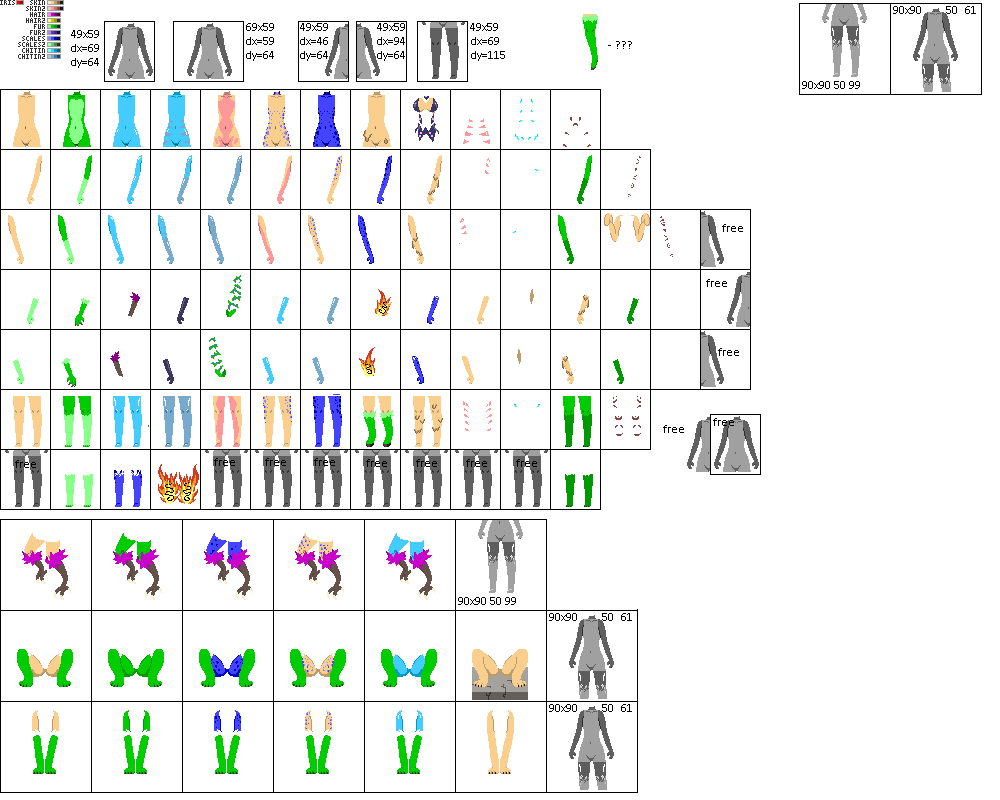 IRIS SKIN
SKIN2
HAIR
HAIR2
FUR
FUR2
SCALES
SCALES2
CHITIN
CHITIN2
49x59
dx=69
dy=64
69x59
dx=59
dy=64
49x59
dx=46
dy=64
49x59
dx=94
dy=64
49x59
dx=69
dy=115
- ???
90x90 50 99
90x90 50 61
free
free
free
free
free
free
free
free
free
free
free
free
free
90x90 50 99
90x90 50 61
90x90 50 61